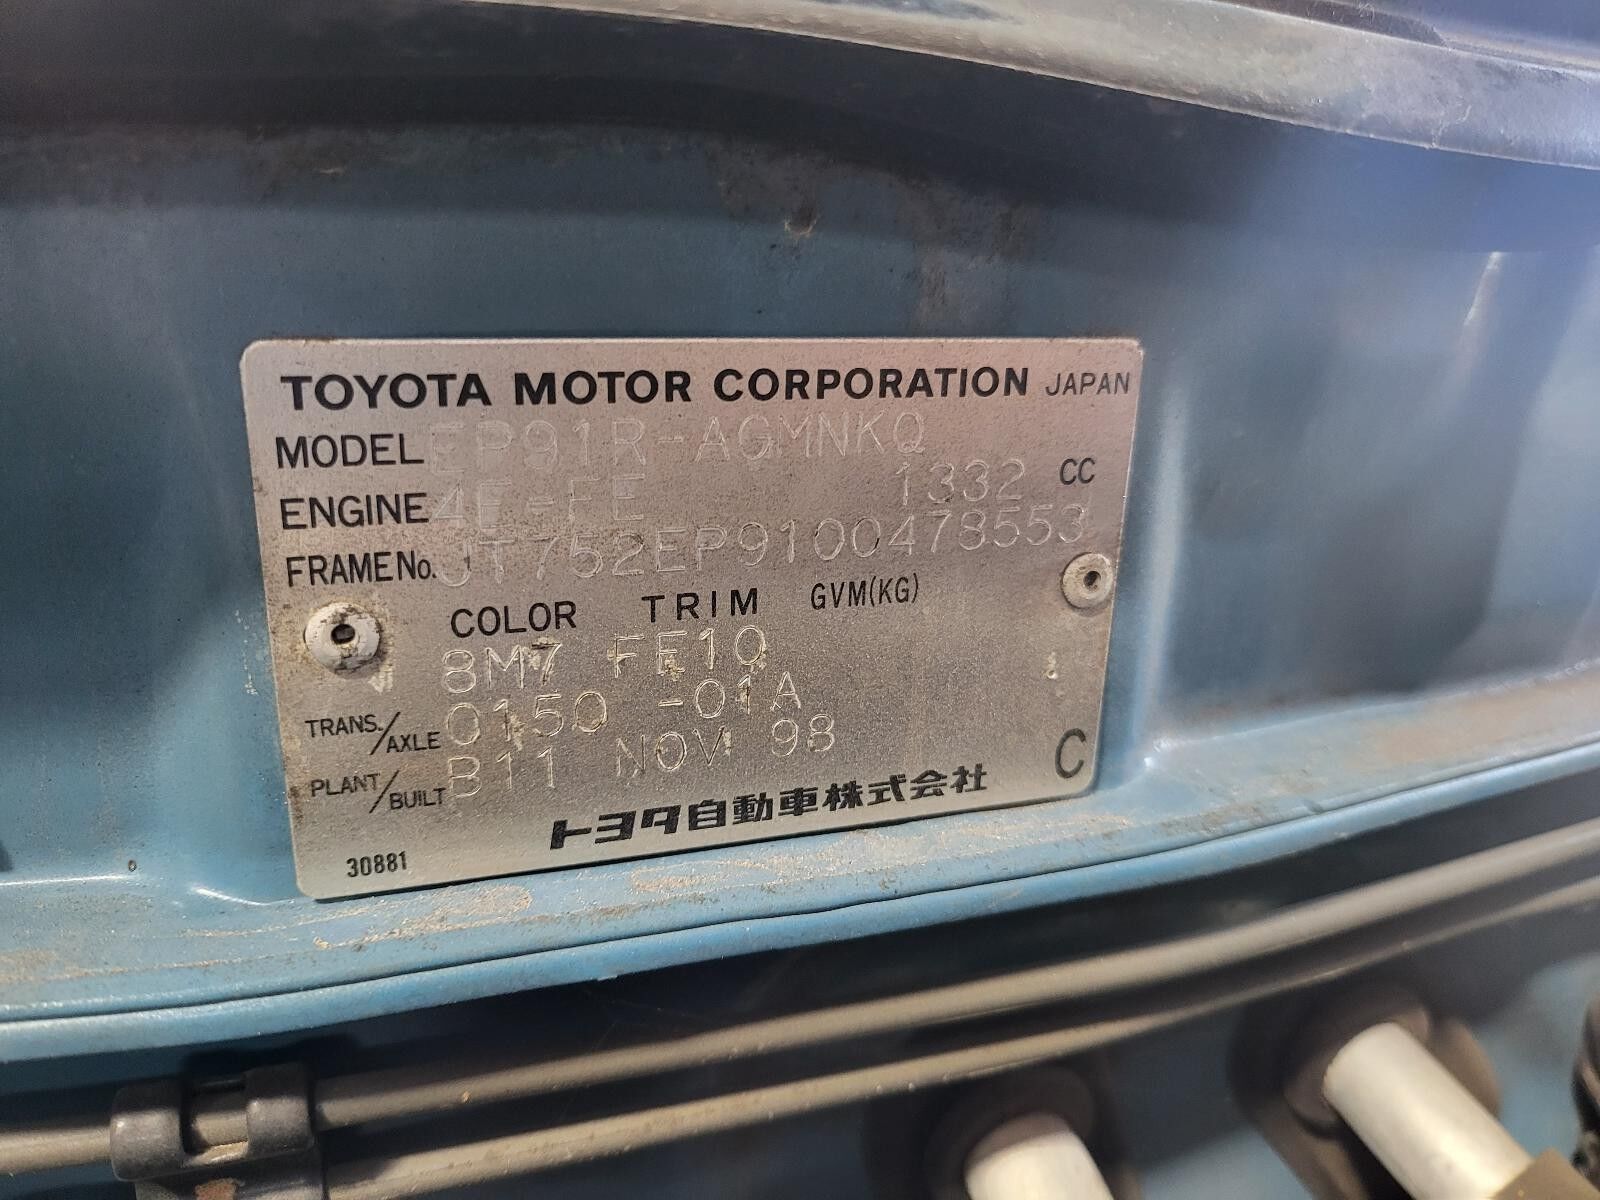 TOYOTA MOTOR CORPORATION JAPAN
MODEL EP91R-AGMNKQ
ENGINE 4E-FE 1332 CC
FRAME No. JT752EP9100478553
COLOR TRIM GVM(KG)
8M7 FE10
TRANS./AXLE 0150 -01A
PLANT/BUILT B11 NOV 98
トヨタ自動車株式会社 C
30881